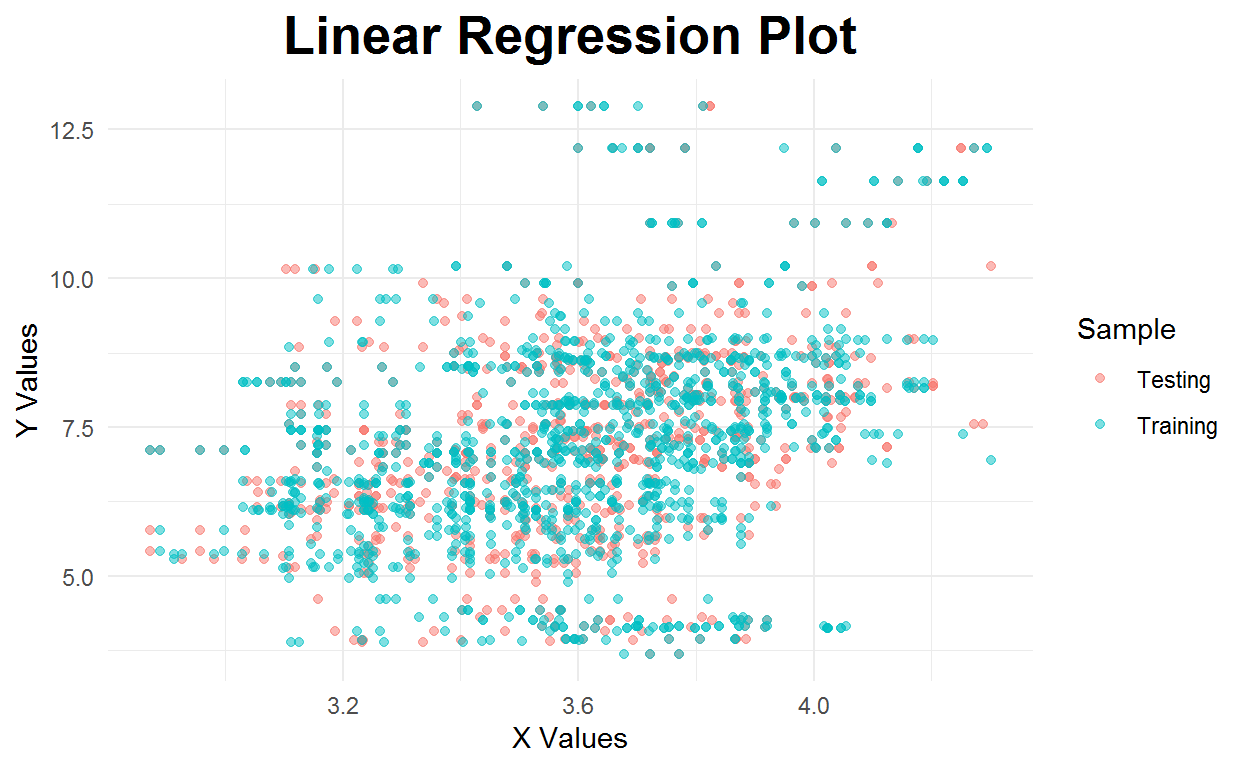 Linear Regression Plot
Y Values
12.5
10.0
7.5
5.0
3.2
3.6
4.0
X Values
Sample
Testing
Training